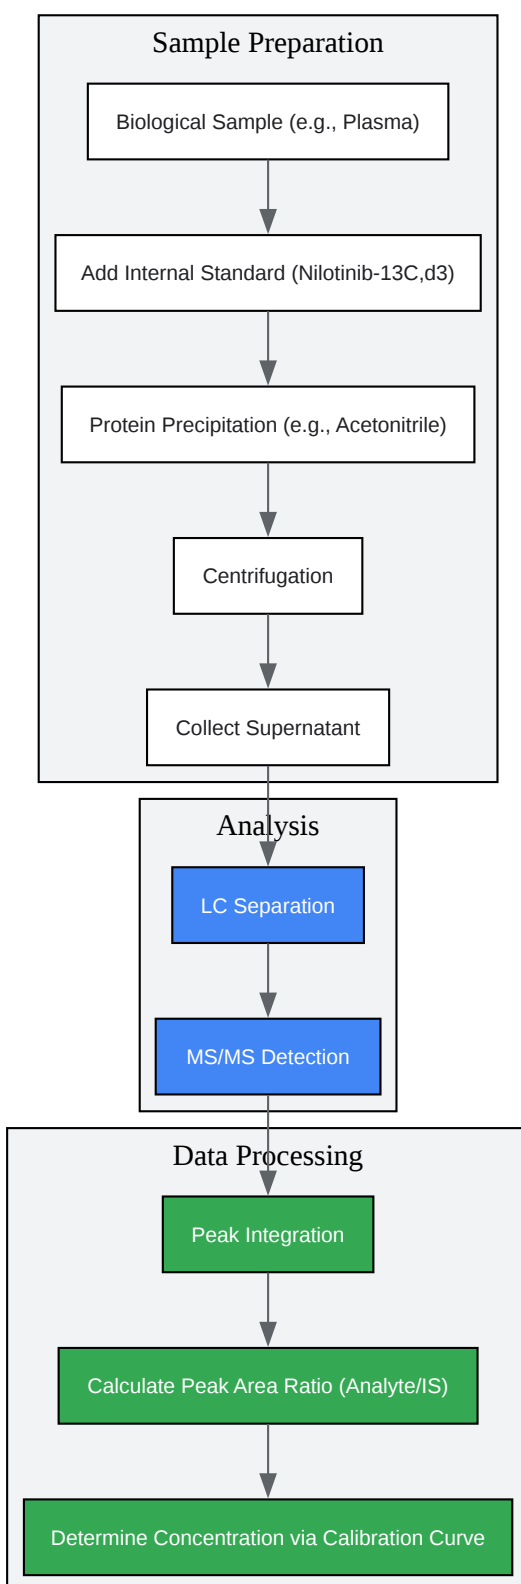 Sample Preparation
Biological Sample (e.g., Plasma)
Add Internal Standard (Nilotinib-13C,d3)
Protein Precipitation (e.g., Acetonitrile)
Centrifugation
Collect Supernatant
Analysis
LC Separation
MS/MS Detection
Data Processing
Peak Integration
Calculate Peak Area Ratio (Analyte/IS)
Determine Concentration via Calibration Curve